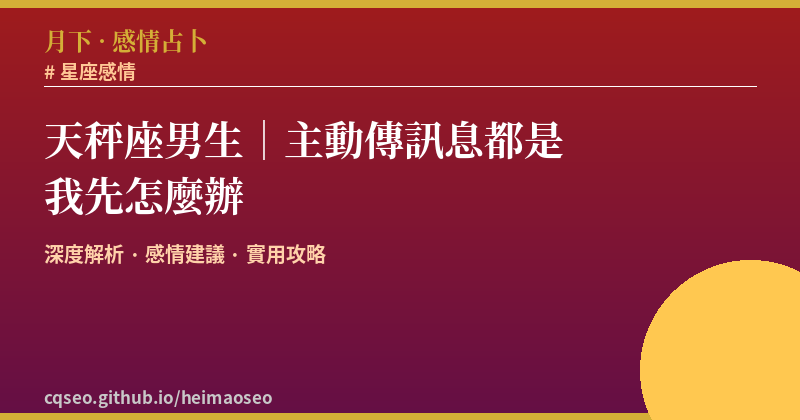 月下 · 感情占卜
# 星座感情
天秤座男生｜主動傳訊息都是
我先怎麼辦
深度解析 · 感情建議 · 實用攻略
cqseo.github.io/heimaoseo